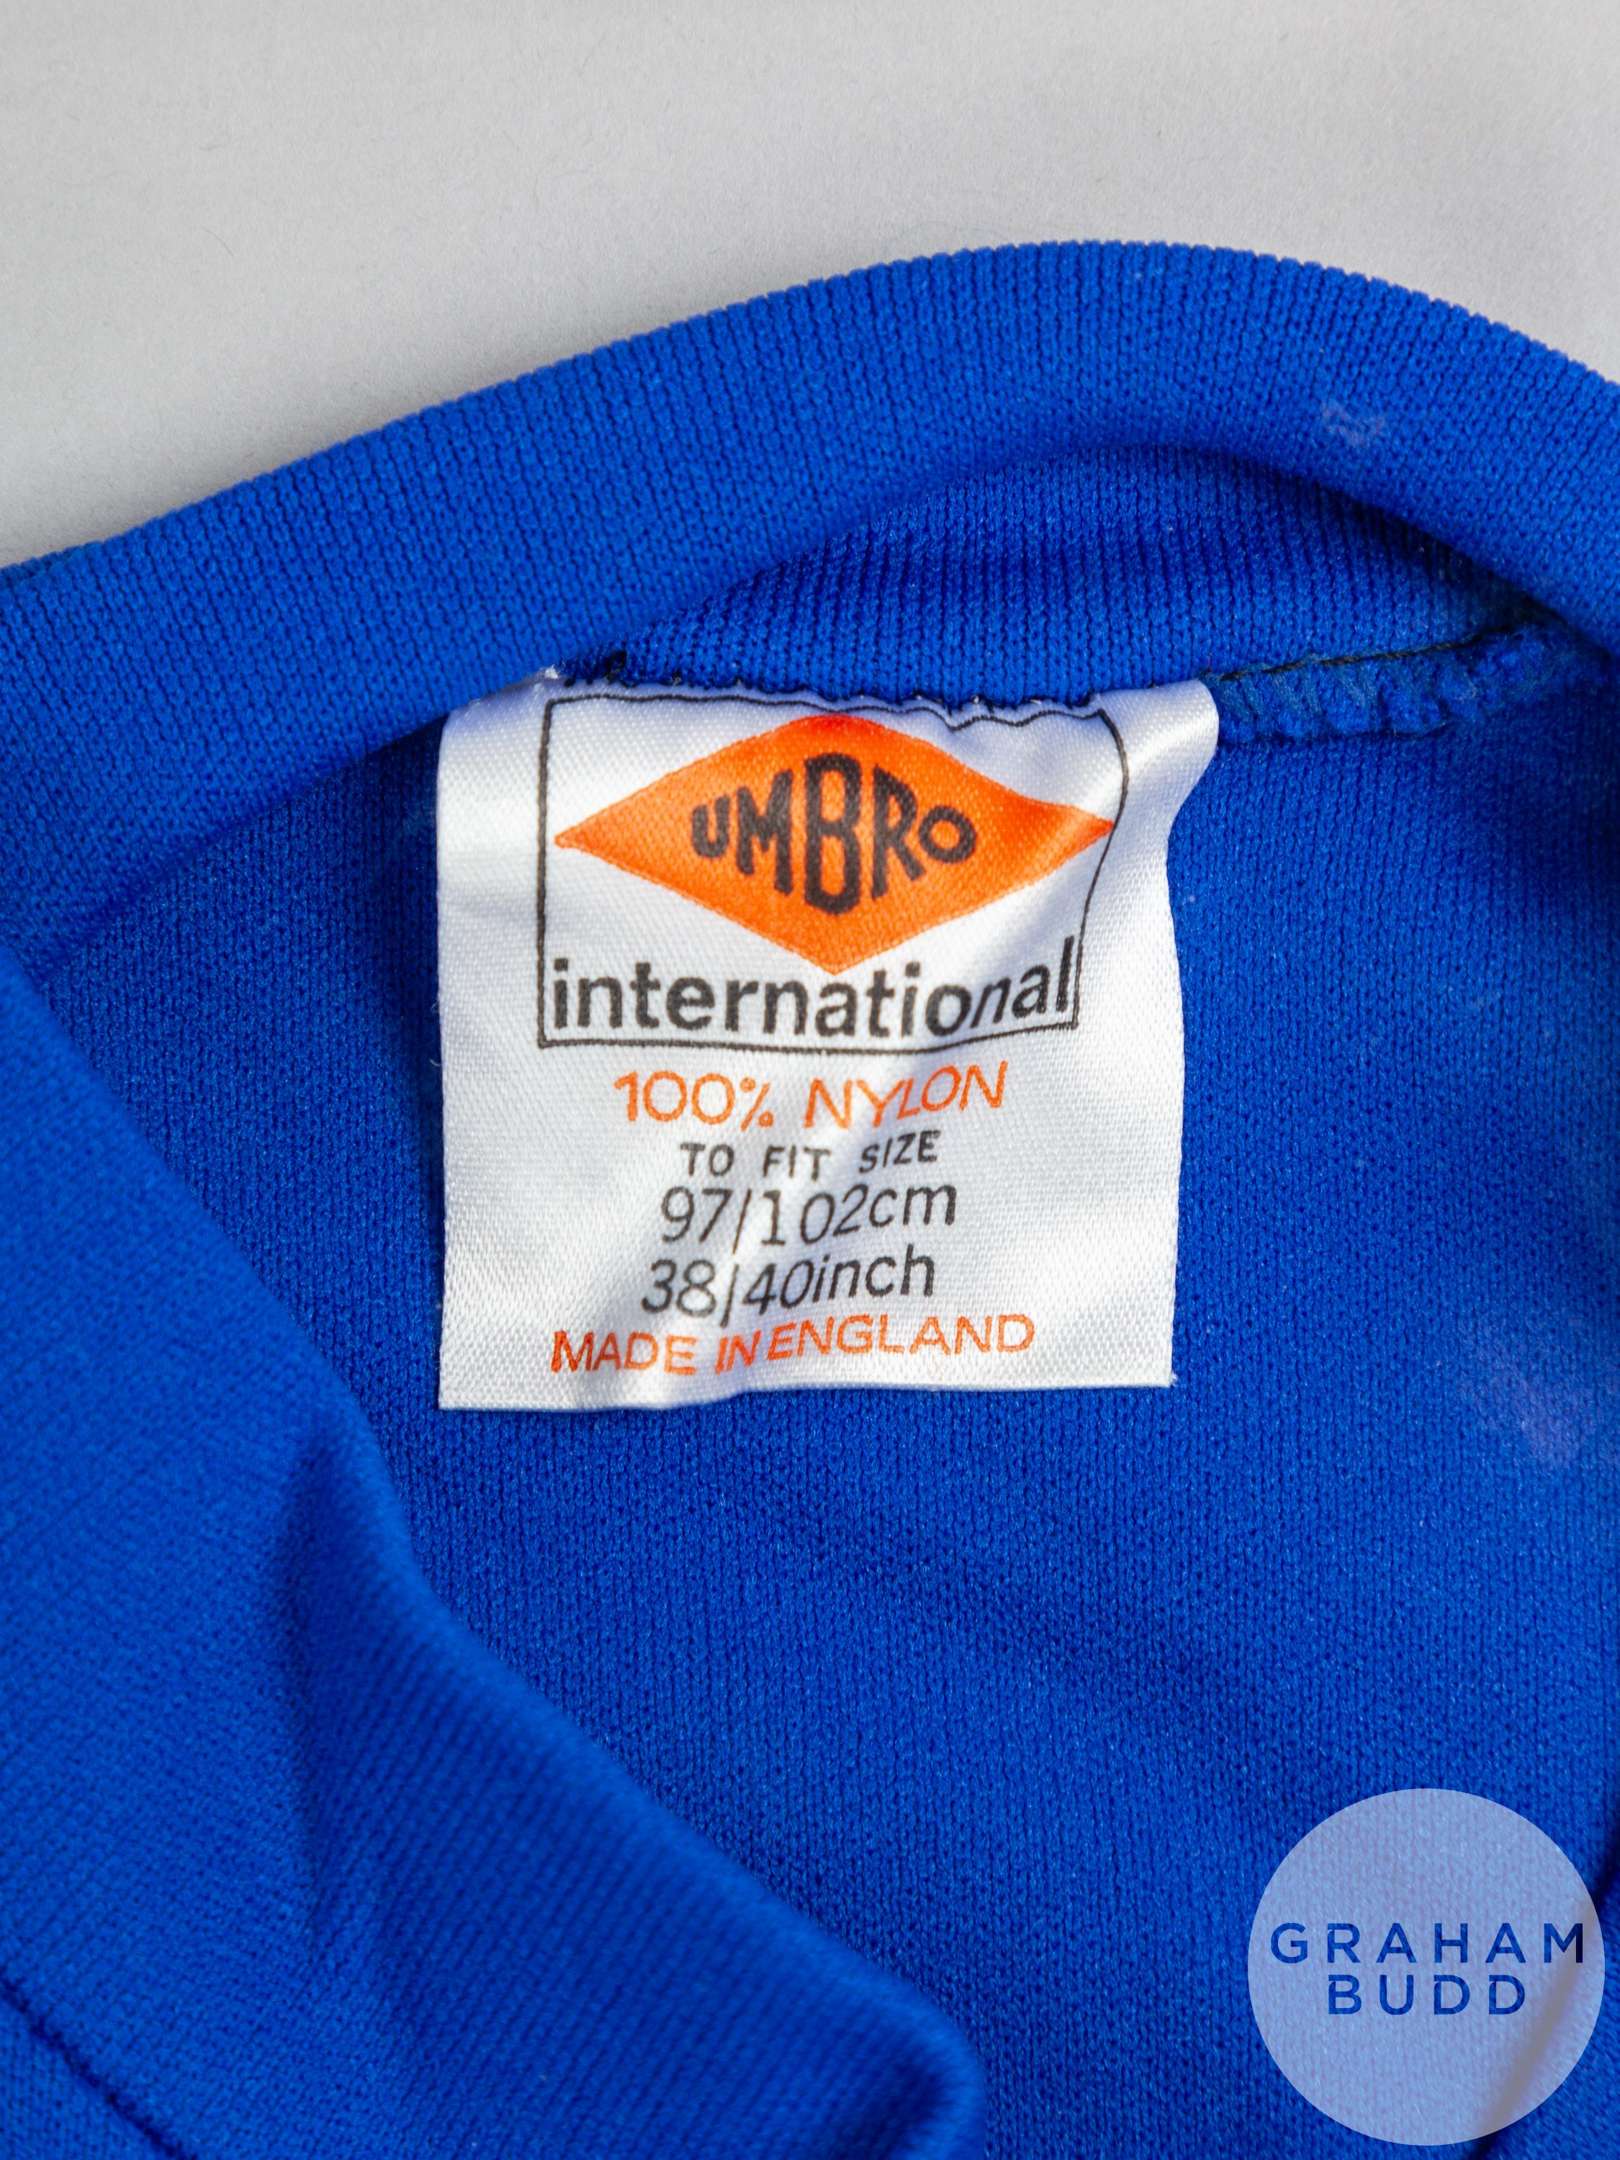 UMBRO
international
100% NYLON
TO FIT SIZE
97/102cm
38/40inch
MADE IN ENGLAND
GRAHAM
BUDD